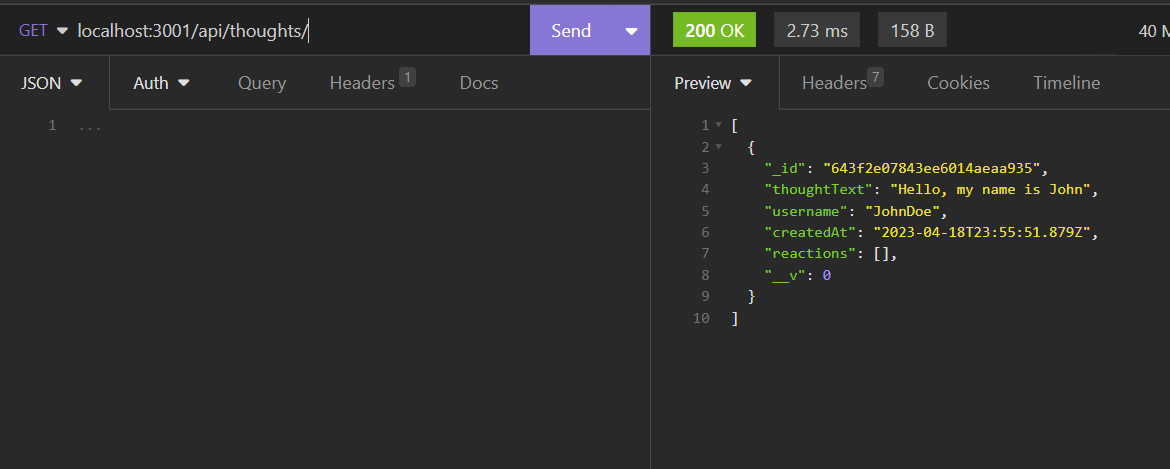 GET localhost:3001/api/thoughts/ Send 200 OK 2.73 ms 158 B 40 M
JSON Auth Query Headers 1 Docs Preview Headers 7 Cookies Timeline
1 ...
1 [
2 {
3 "_id": "643f2e07843ee6014aeaa935",
4 "thoughtText": "Hello, my name is John",
5 "username": "JohnDoe",
6 "createdAt": "2023-04-18T23:55:51.879Z",
7 "reactions": [],
8 "__v": 0
9 }
10 ]